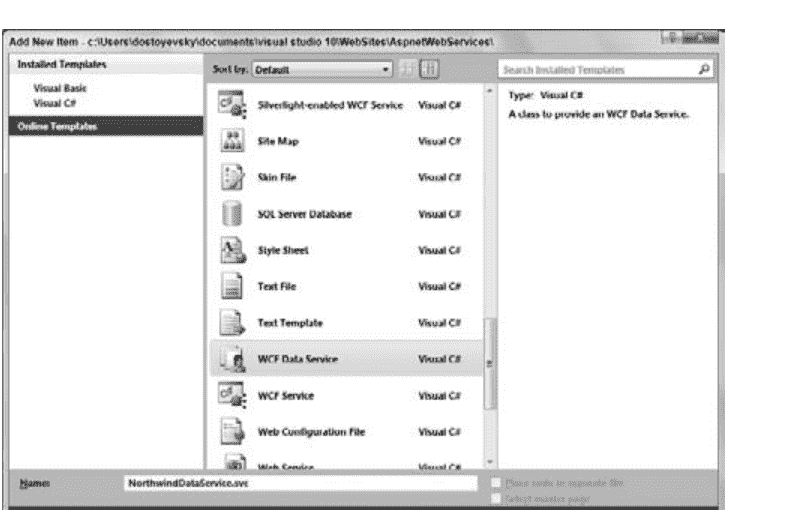 Add New Item - c:\Users\dostoyevsky\documents\visual studio 10\WebSites\AspnetWebServices\
Installed Templates
Visual Basic
Visual C#
Online Templates
Sort by: Default
Search Installed Templates
Silverlight-enabled WCF Service Visual C#
Site Map Visual C#
Skin File Visual C#
SQL Server Database Visual C#
Style Sheet Visual C#
Text File Visual C#
Text Template Visual C#
WCF Data Service Visual C#
WCF Service Visual C#
Web Configuration File Visual C#
Web Service Visual C#
Type: Visual C#
A class to provide an WCF Data Service.
Name: NorthwindDataService.svc
Place code in separate file
Select master page